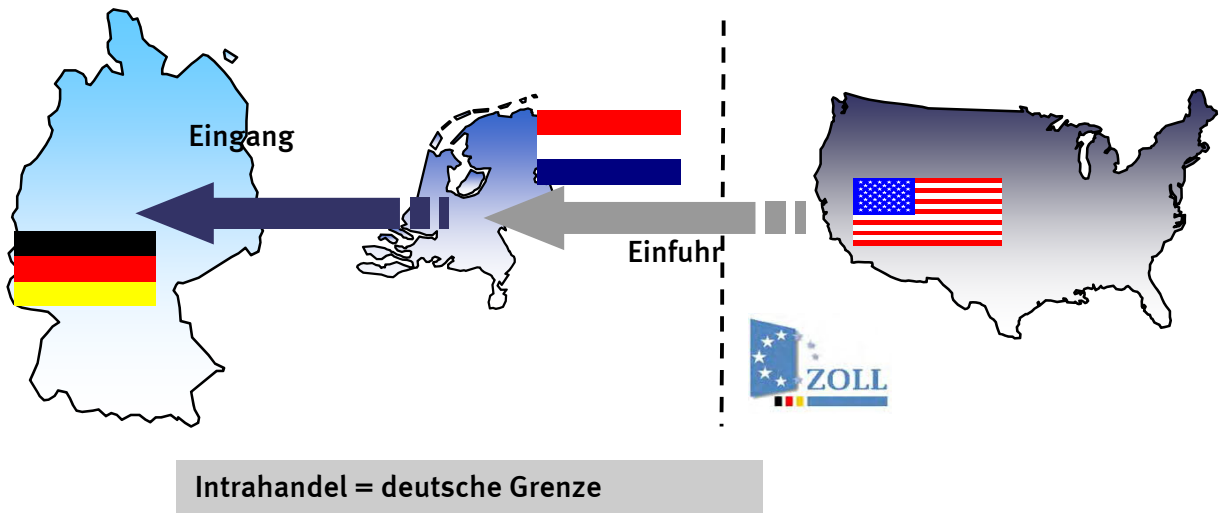 Eingang
Einfuhr
ZOLL
Intrahandel = deutsche Grenze